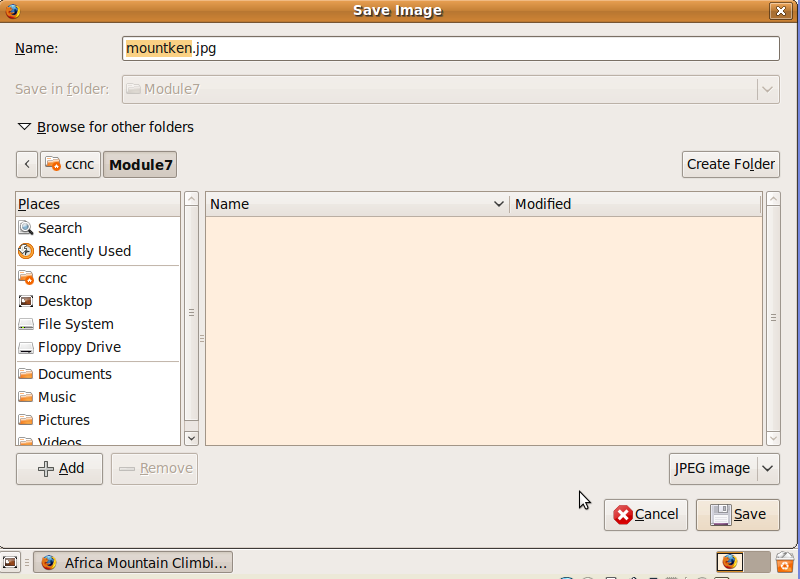 Save Image
Name: mountken.jpg
Save in folder: Module7
Browse for other folders
ccnc Module7 Create Folder
Places Name Modified
Search
Recently Used
ccnc
Desktop
File System
Floppy Drive
Documents
Music
Pictures
Videos
Add Remove JPEG image
Cancel Save
Africa Mountain Climbi...